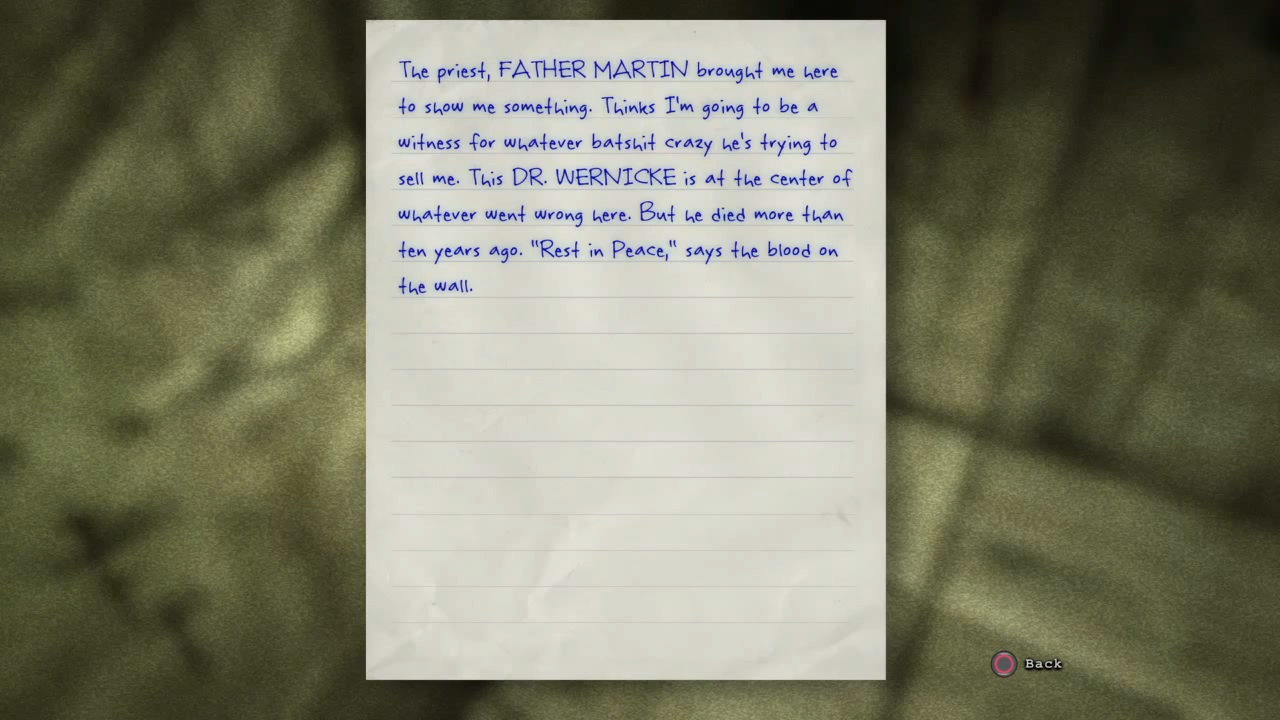 The priest, FATHER MARTIN brought me here
to show me something. Thinks I'm going to be a
witness for whatever batshit crazy he's trying to
sell me. This DR. WERNICKE is at the center of
whatever went wrong here. But he died more than
ten years ago. "Rest in Peace," says the blood on
the wall.
Back